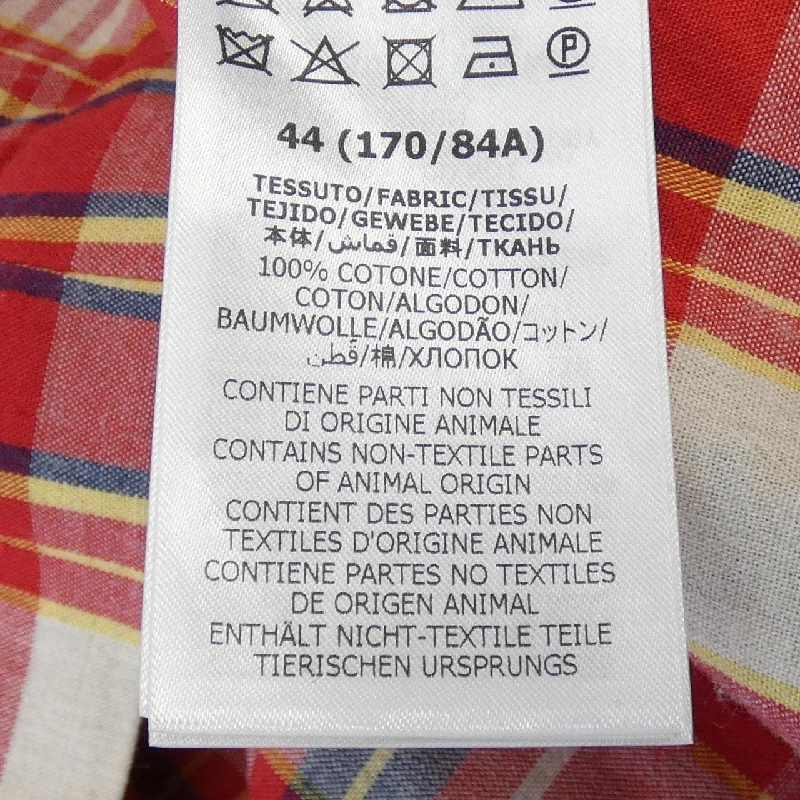 P
44 (170/84A)
TESSUTO/FABRIC/TISSU/
TEJIDO/GEWEBE/TECIDO/
本体/قماش/面料/ТКАНЬ
100% COTONE/COTTON/
COTON/ALGODON/
BAUMWOLLE/ALGODÃO/コットン/
قطن/棉/ХЛОПОК
CONTIENE PARTI NON TESSILI
DI ORIGINE ANIMALE
CONTAINS NON-TEXTILE PARTS
OF ANIMAL ORIGIN
CONTIENT DES PARTIES NON
TEXTILES D'ORIGINE ANIMALE
CONTIENE PARTES NO TEXTILES
DE ORIGEN ANIMAL
ENTHÄLT NICHT-TEXTILE TEILE
TIERISCHEN URSPRUNGS